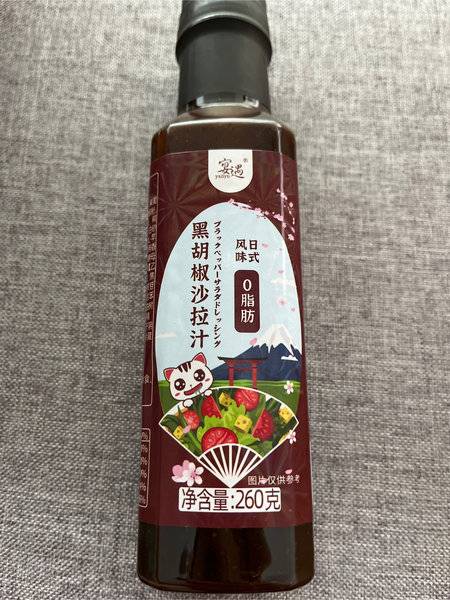 宴遇®
yanyu
日式
风味
0脂肪
ブラックペッパーサラダドレッシング
黑胡椒沙拉汁
图片仅供参考
净含量:260克